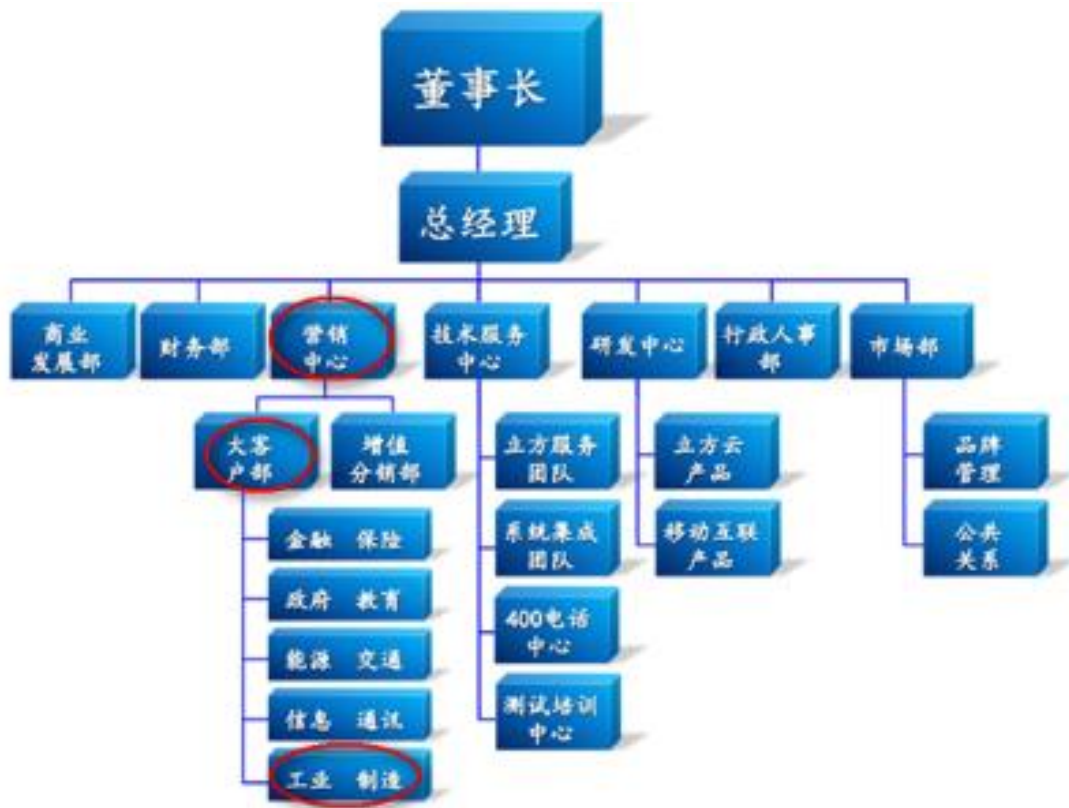 董事长
总经理
商业
发展部
财务部
营销
中心
技术服务
中心
研发中心
行政人事
部
市场部
大客
户部
增值
分销部
立方服务
团队
立方云
产品
品牌
管理
金融 保险
系统集成
团队
移动互联
产品
公共
关系
政府 教育
400电话
中心
能源 交通
信息 通讯
测试培训
中心
工业 制造